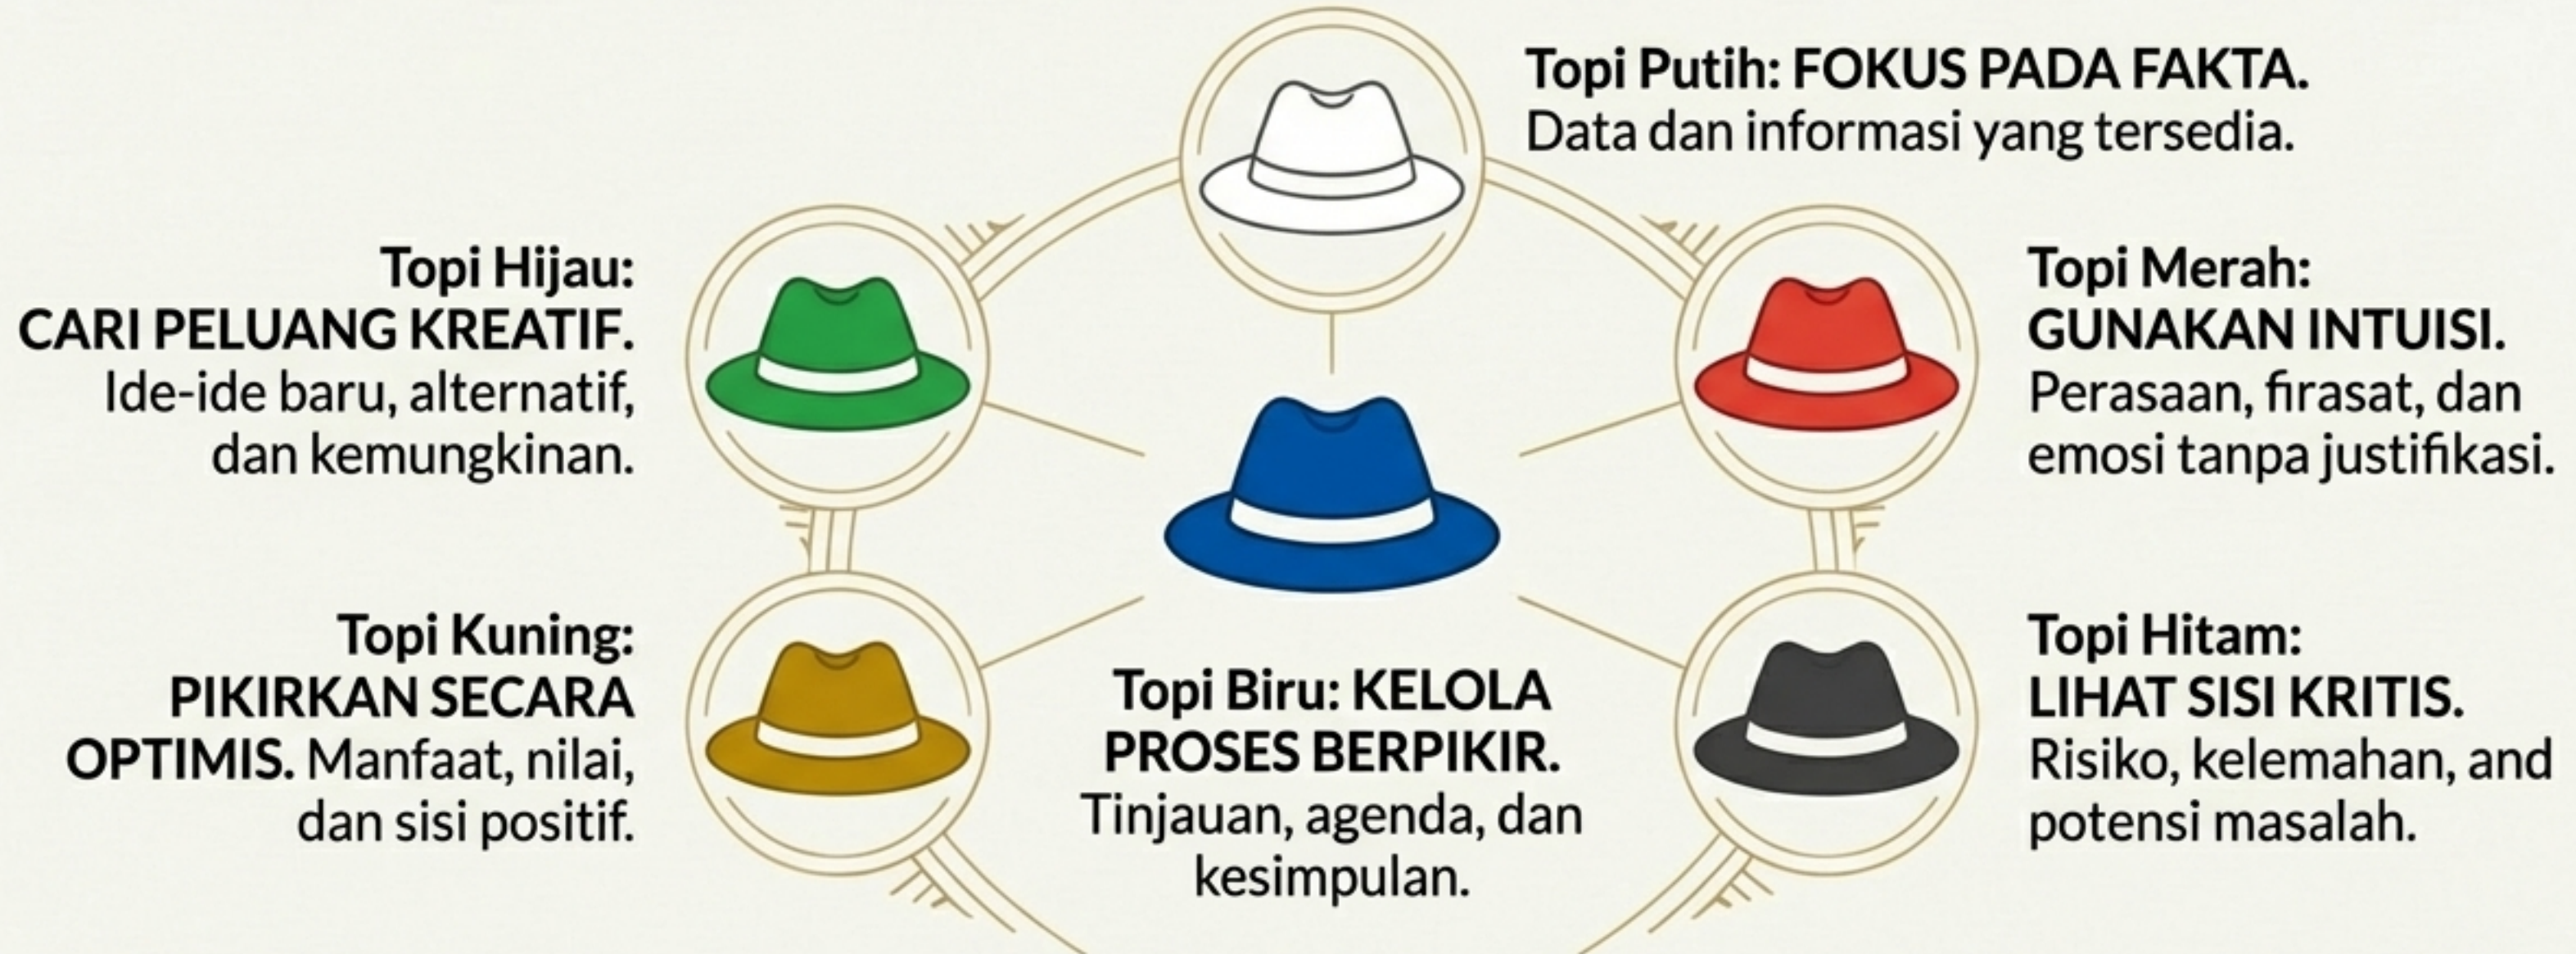 Topi Putih: FOKUS PADA FAKTA.
Data dan informasi yang tersedia.
Topi Hijau:
CARI PELUANG KREATIF.
Ide-ide baru, alternatif,
dan kemungkinan.
Topi Merah:
GUNAKAN INTUISI.
Perasaan, firasat, dan
emosi tanpa justifikasi.
Topi Kuning:
PIKIRKAN SECARA
OPTIMIS. Manfaat, nilai,
dan sisi positif.
Topi Biru: KELOLA
PROSES BERPIKIR.
Tinjauan, agenda, dan
kesimpulan.
Topi Hitam:
LIHAT SISI KRITIS.
Risiko, kelemahan, and
potensi masalah.